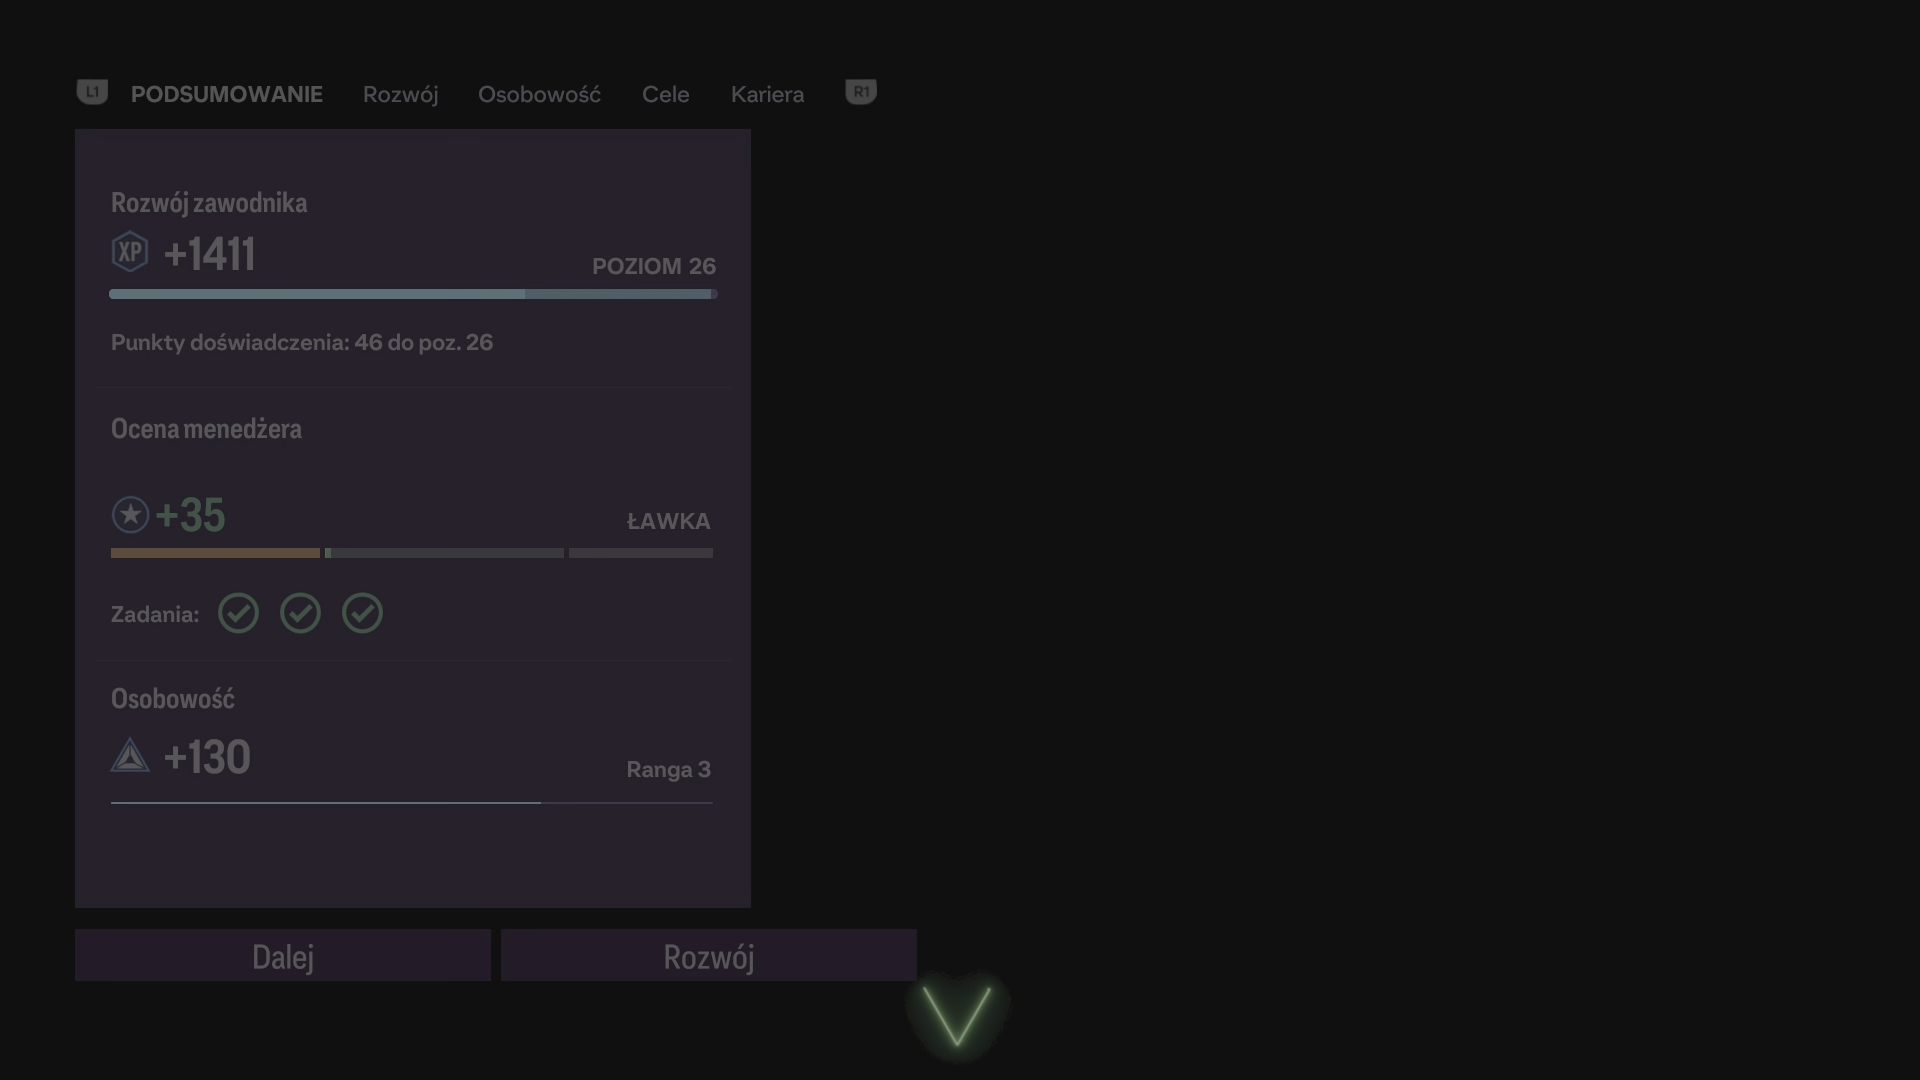 L1 PODSUMOWANIE Rozwój Osobowość Cele Kariera R1
Rozwój zawodnika
XP +1411
POZIOM 26
Punkty doświadczenia: 46 do poz. 26
Ocena menedżera
+35
ŁAWKA
Zadania:
Osobowość
+130
Ranga 3
Dalej Rozwój